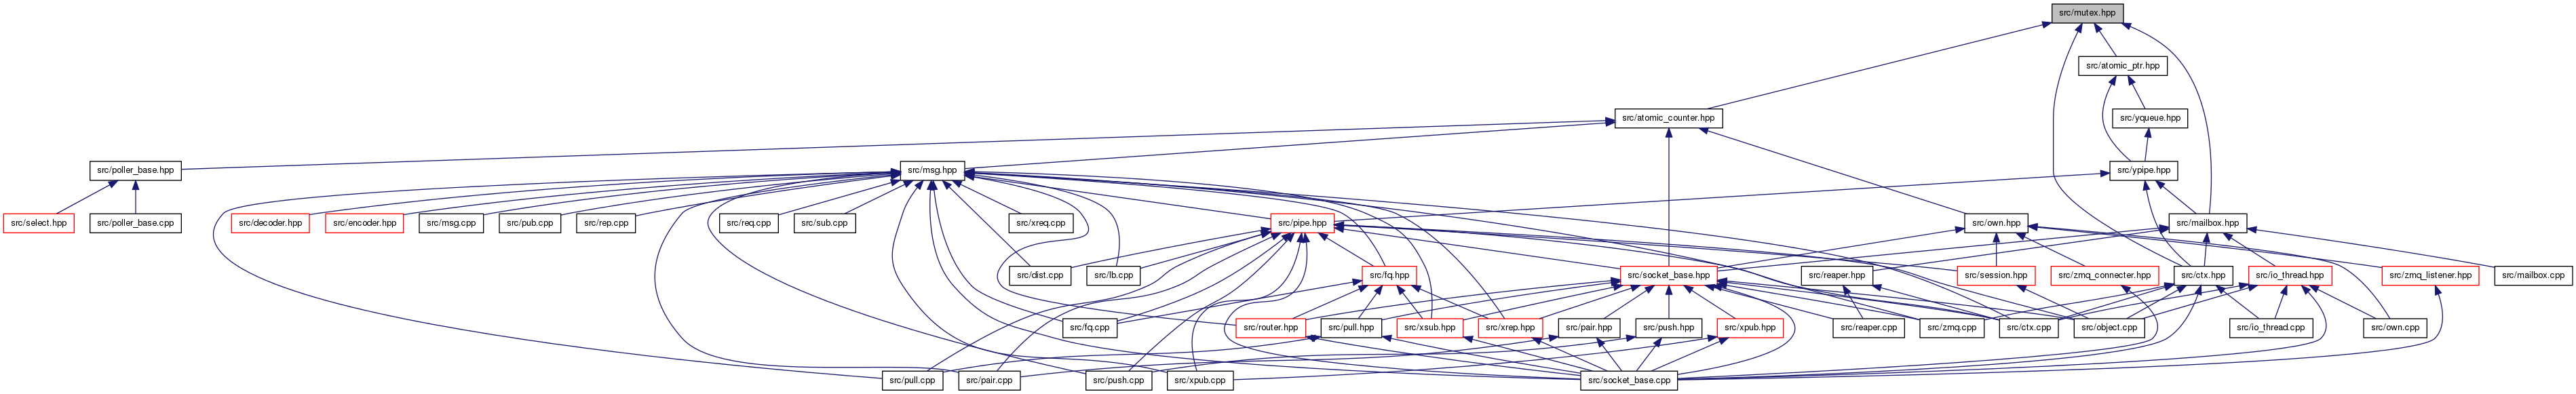 src/mutex.hpp
src/atomic_ptr.hpp
src/atomic_counter.hpp
src/yqueue.hpp
src/poller_base.hpp
src/msg.hpp
src/ypipe.hpp
src/select.hpp
src/poller_base.cpp
src/decoder.hpp
src/encoder.hpp
src/msg.cpp
src/pub.cpp
src/rep.cpp
src/req.cpp
src/sub.cpp
src/xreq.cpp
src/pipe.hpp
src/own.hpp
src/mailbox.hpp
src/dist.cpp
src/lb.cpp
src/fq.hpp
src/socket_base.hpp
src/reaper.hpp
src/session.hpp
src/zmq_connecter.hpp
src/ctx.hpp
src/io_thread.hpp
src/zmq_listener.hpp
src/mailbox.cpp
src/fq.cpp
src/router.hpp
src/pull.hpp
src/xsub.hpp
src/xrep.hpp
src/pair.hpp
src/push.hpp
src/xpub.hpp
src/reaper.cpp
src/zmq.cpp
src/ctx.cpp
src/object.cpp
src/io_thread.cpp
src/own.cpp
src/pull.cpp
src/pair.cpp
src/push.cpp
src/xpub.cpp
src/socket_base.cpp